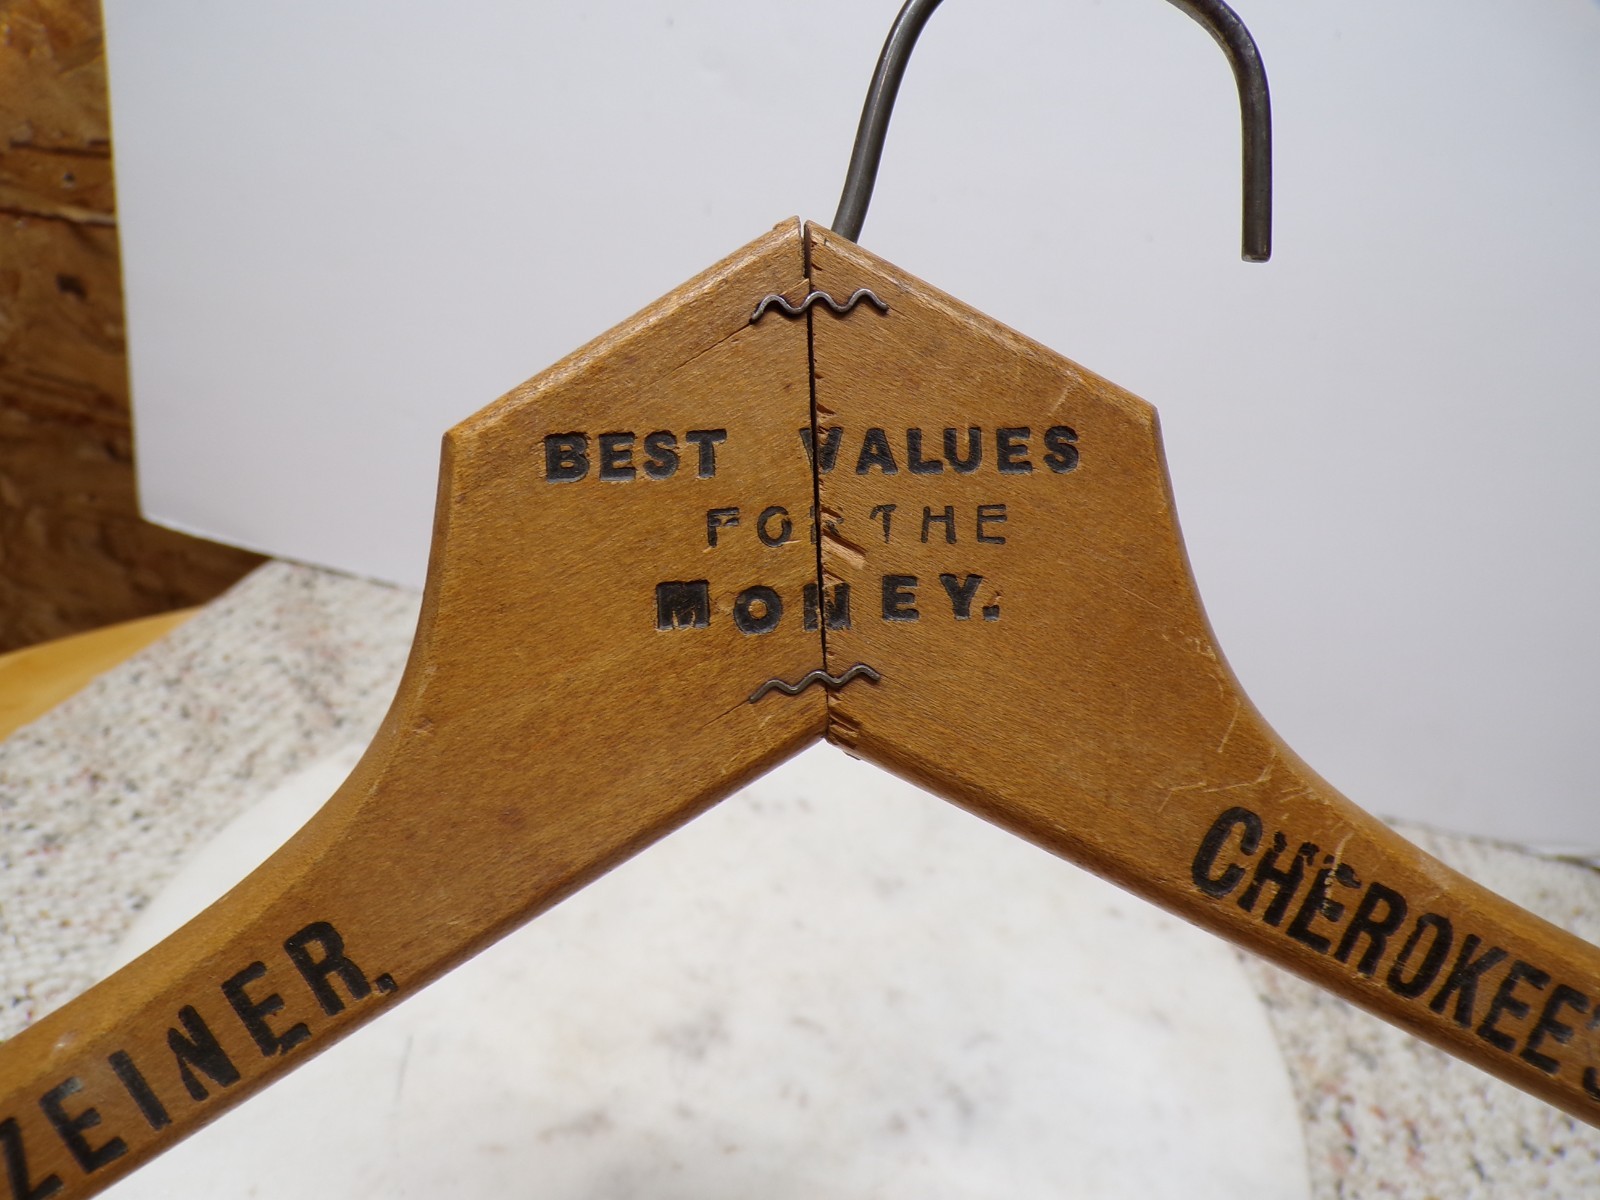 BEST VALUES
FOR THE
MONEY.
ZEINER,
CHEROKEE'S